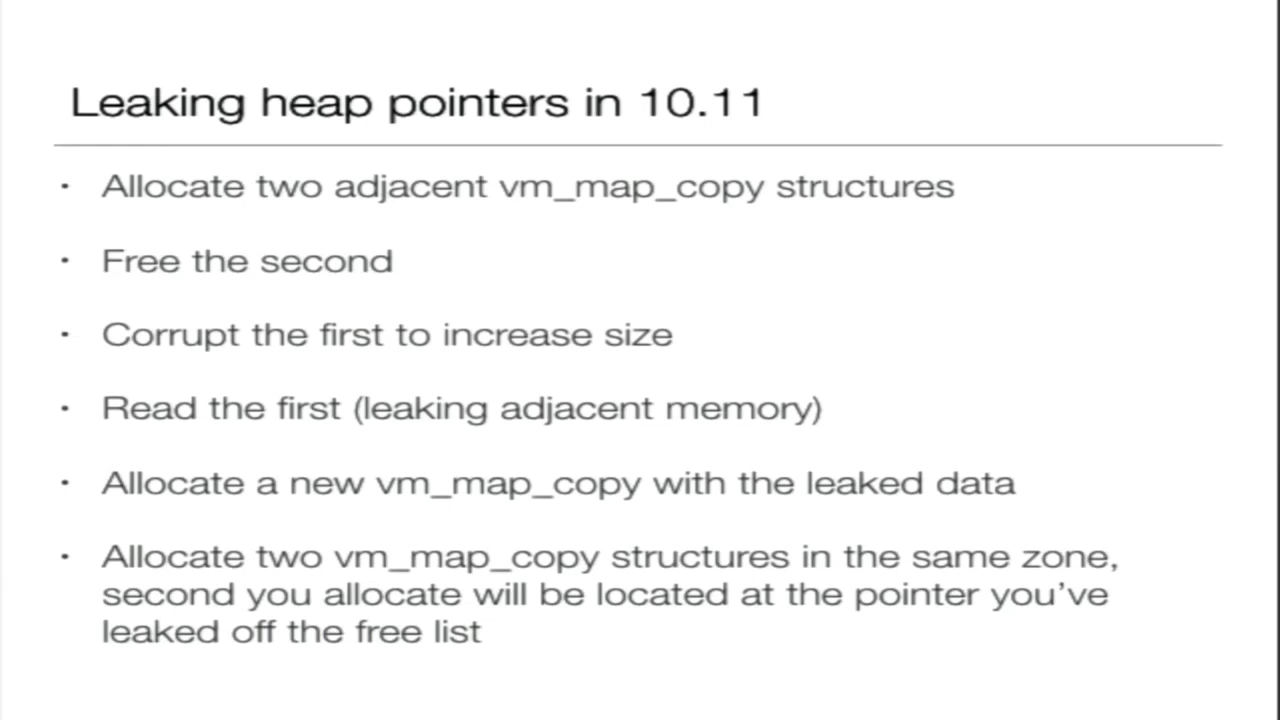 Leaking heap pointers in 10.11
• Allocate two adjacent vm_map_copy structures
• Free the second
• Corrupt the first to increase size
• Read the first (leaking adjacent memory)
• Allocate a new vm_map_copy with the leaked data
• Allocate two vm_map_copy structures in the same zone,
second you allocate will be located at the pointer you've
leaked off the free list